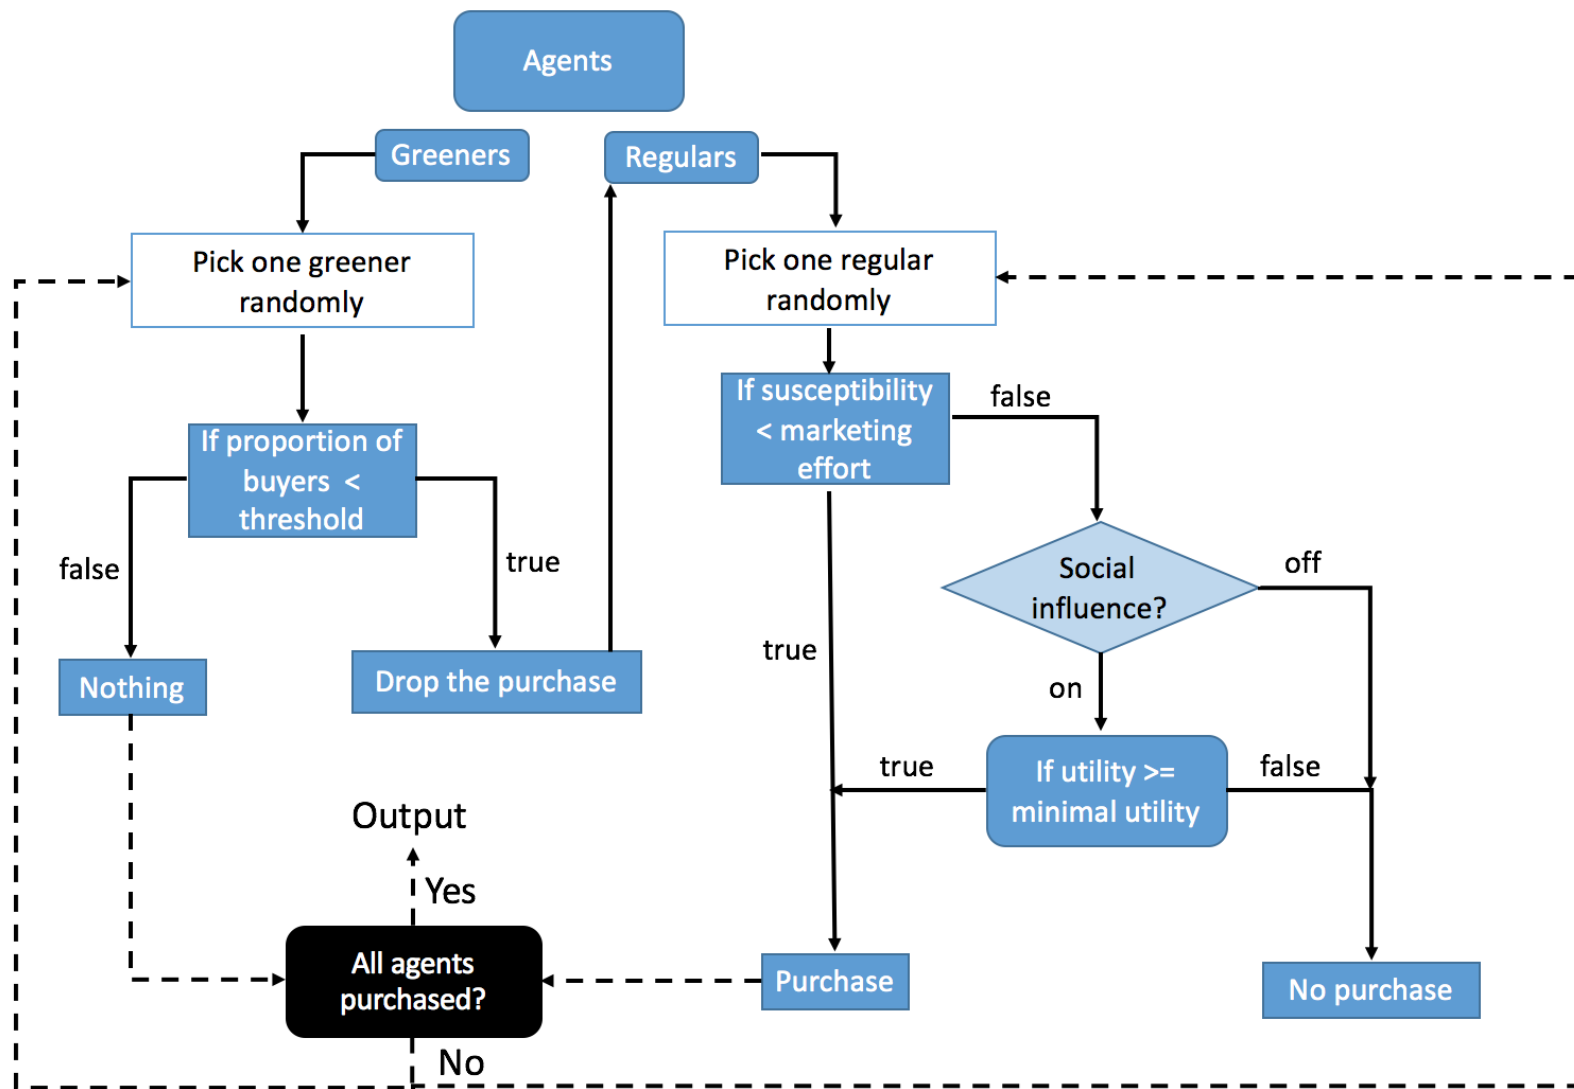 Agents
Greeners
Regulars
Pick one greener
randomly
Pick one regular
randomly
If susceptibility
< marketing
effort
false
If proportion of
buyers <
threshold
false
true
Social
influence?
off
true
on
Nothing
Drop the purchase
true
If utility >=
minimal utility
false
Output
Yes
All agents
purchased?
Purchase
No purchase
No